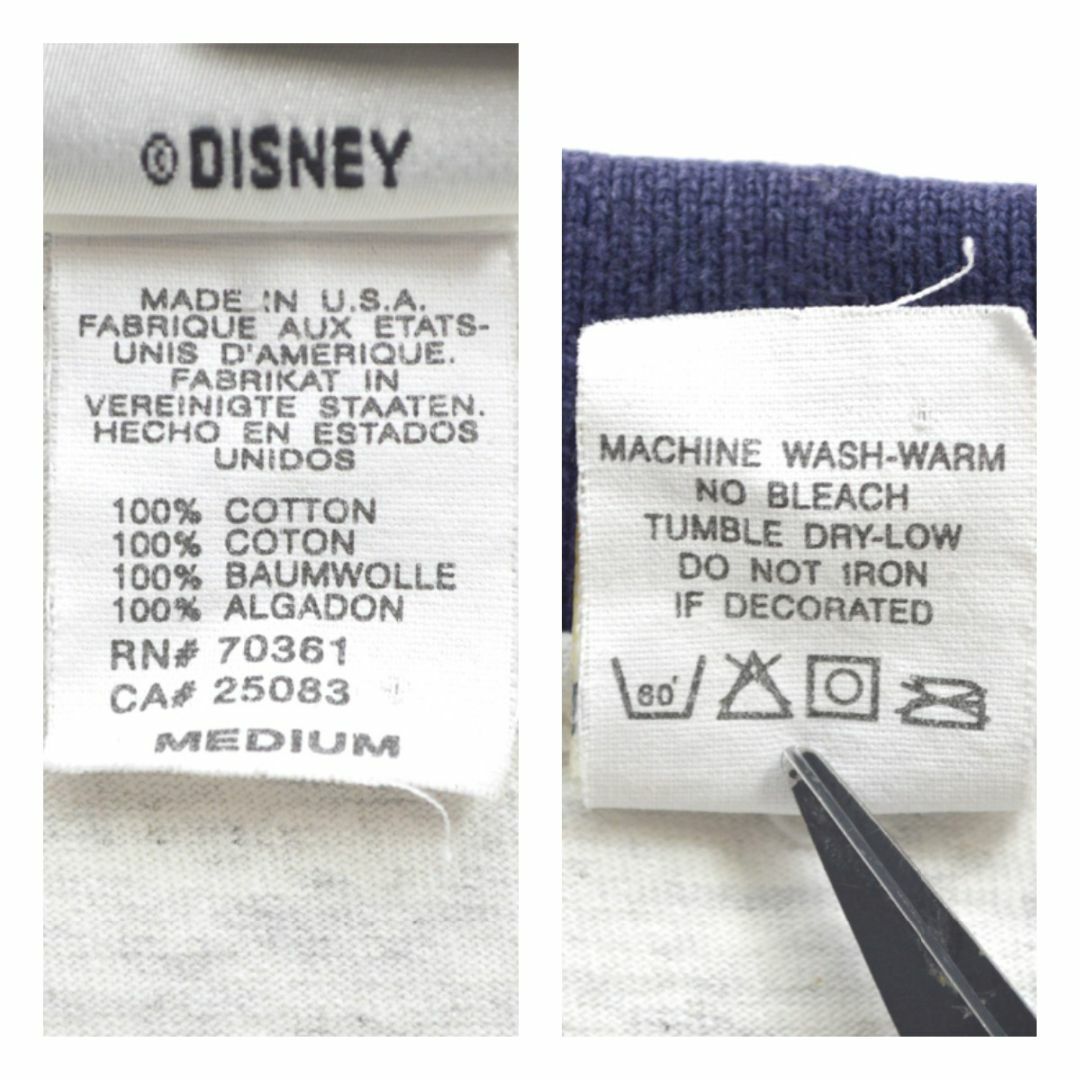 ©DISNEY
MADE IN U.S.A.
FABRIQUE AUX ETATS-
UNIS D'AMERIQUE.
FABRIKAT IN
VEREINIGTE STAATEN.
HECHO EN ESTADOS
UNIDOS
100% COTTON
100% COTON
100% BAUMWOLLE
100% ALGADON
RN# 70361
CA# 25083
MEDIUM
MACHINE WASH-WARM
NO BLEACH
TUMBLE DRY-LOW
DO NOT IRON
IF DECORATED
60'